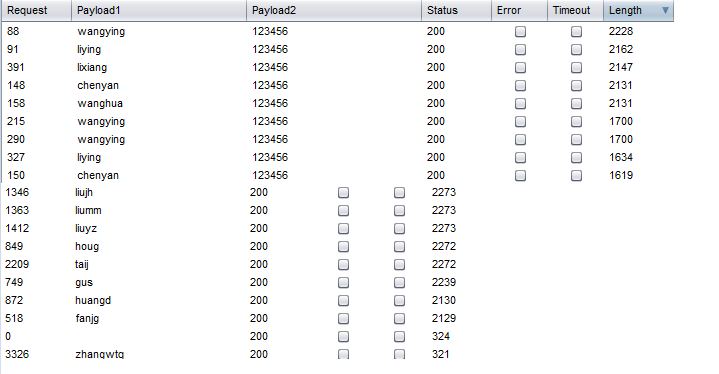 Request Payload1 Payload2 Status Error Timeout Length
88 wangying 123456 200 2228
91 liying 123456 200 2162
391 lixiang 123456 200 2147
148 chenyan 123456 200 2131
158 wanghua 123456 200 2131
215 wangying 123456 200 1700
290 wangying 123456 200 1700
327 liying 123456 200 1634
150 chenyan 123456 200 1619
1346 liujh 200 2273
1363 liumm 200 2273
1412 liuyz 200 2273
849 houg 200 2272
2209 taij 200 2272
749 gus 200 2239
872 huangd 200 2130
518 fanjg 200 2129
0 200 324
3326 zhangwtq 200 321